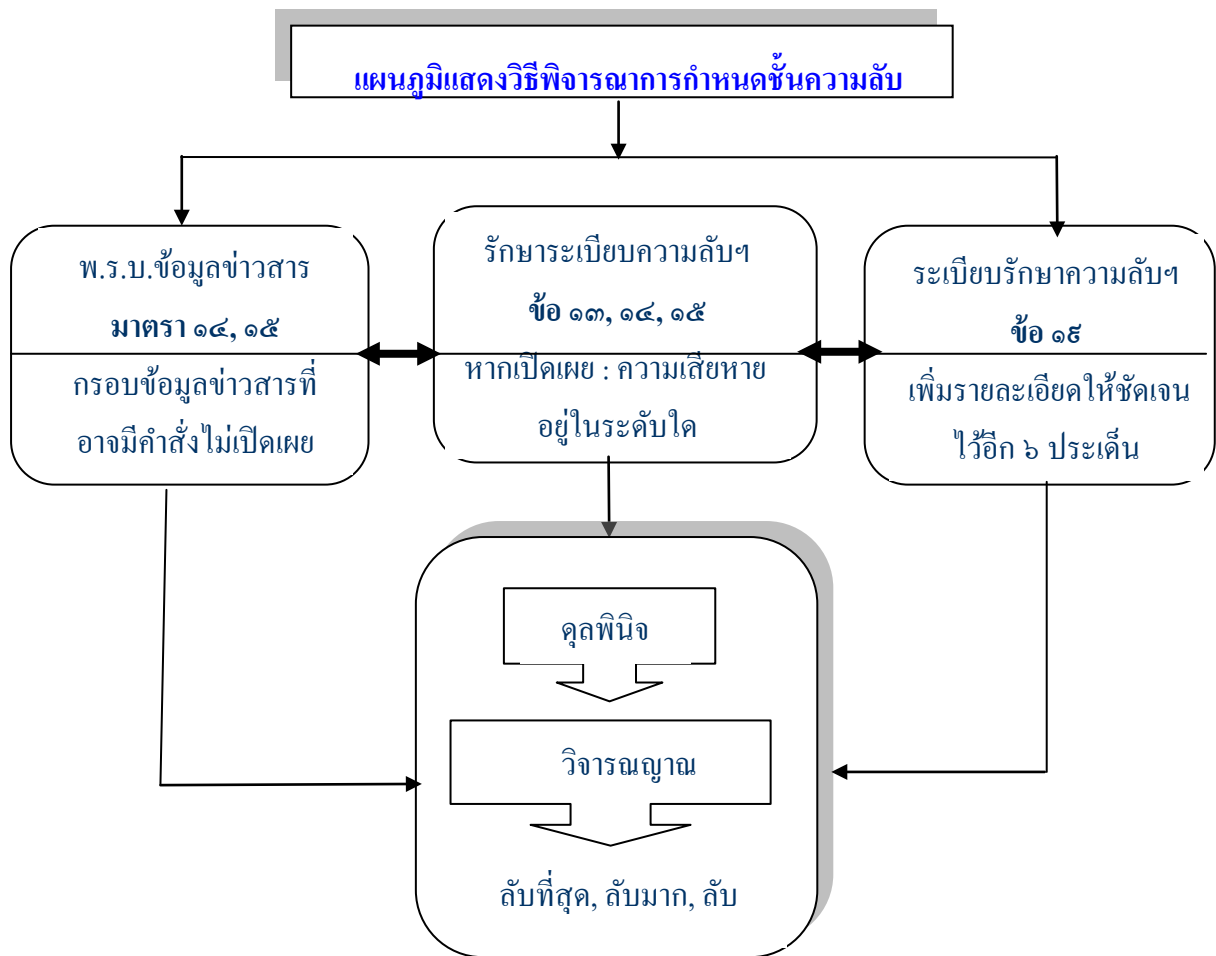 แผนภูมิแสดงวิธีพิจารณาการกำหนดชั้นความลับ
พ.ร.บ.ข้อมูลข่าวสาร
มาตรา ๑๔, ๑๕
กรอบข้อมูลข่าวสารที่
อาจมีคำสั่งไม่เปิดเผย
รักษาระเบียบความลับฯ
ข้อ ๑๓, ๑๔, ๑๕
หากเปิดเผย : ความเสียหาย
อยู่ในระดับใด
ระเบียบรักษาความลับฯ
ข้อ ๑๙
เพิ่มรายละเอียดให้ชัดเจน
ไว้อีก ๖ ประเด็น
ดุลพินิจ
วิจารณญาณ
ลับที่สุด, ลับมาก, ลับ